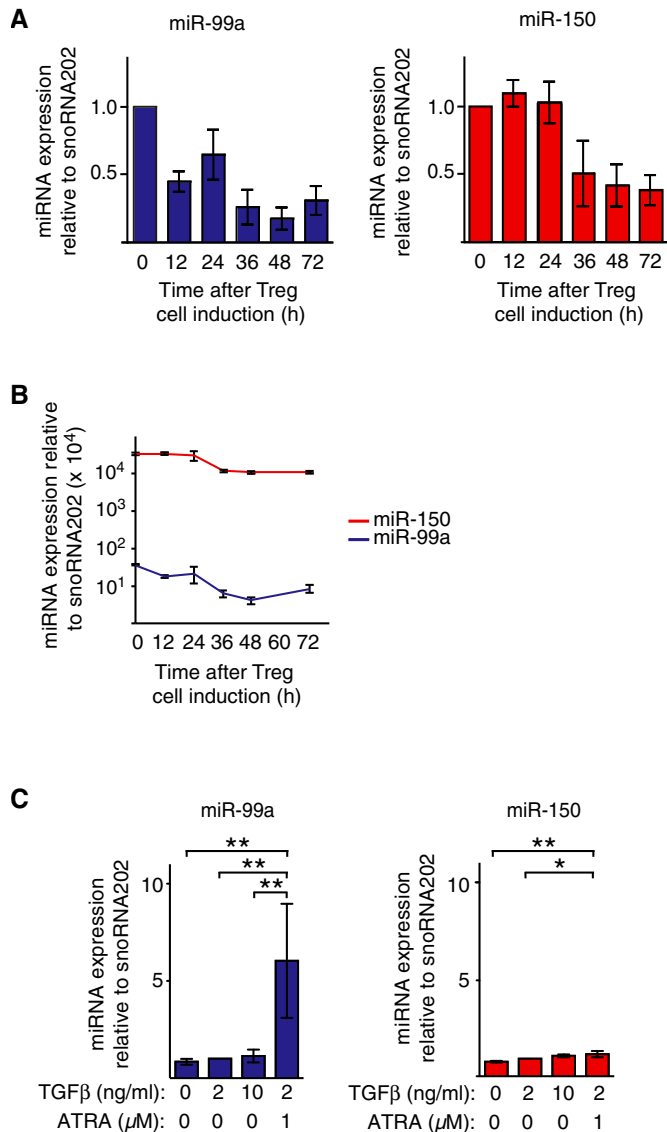 A
miR-99a
miR-150
miRNA expression
relative to snoRNA202
1.0
0.5
0 12 24 36 48 72
Time after Treg
cell induction (h)
miRNA expression
relative to snoRNA202
1.0
0.5
0 12 24 36 48 72
Time after Treg
cell induction (h)
B
miRNA expression relative
to snoRNA202 (x 10⁴)
10⁴
10³
10²
10¹
0 12 24 36 48 60 72
Time after Treg
cell induction (h)
miR-150
miR-99a
C
miR-99a
miRNA expression
relative to snoRNA202
10
5
**
**
**
TGFβ (ng/ml): 0 2 10 2
ATRA (μM): 0 0 0 1
miR-150
miRNA expression
relative to snoRNA202
10
5
**
*
TGFβ (ng/ml): 0 2 10 2
ATRA (μM): 0 0 0 1